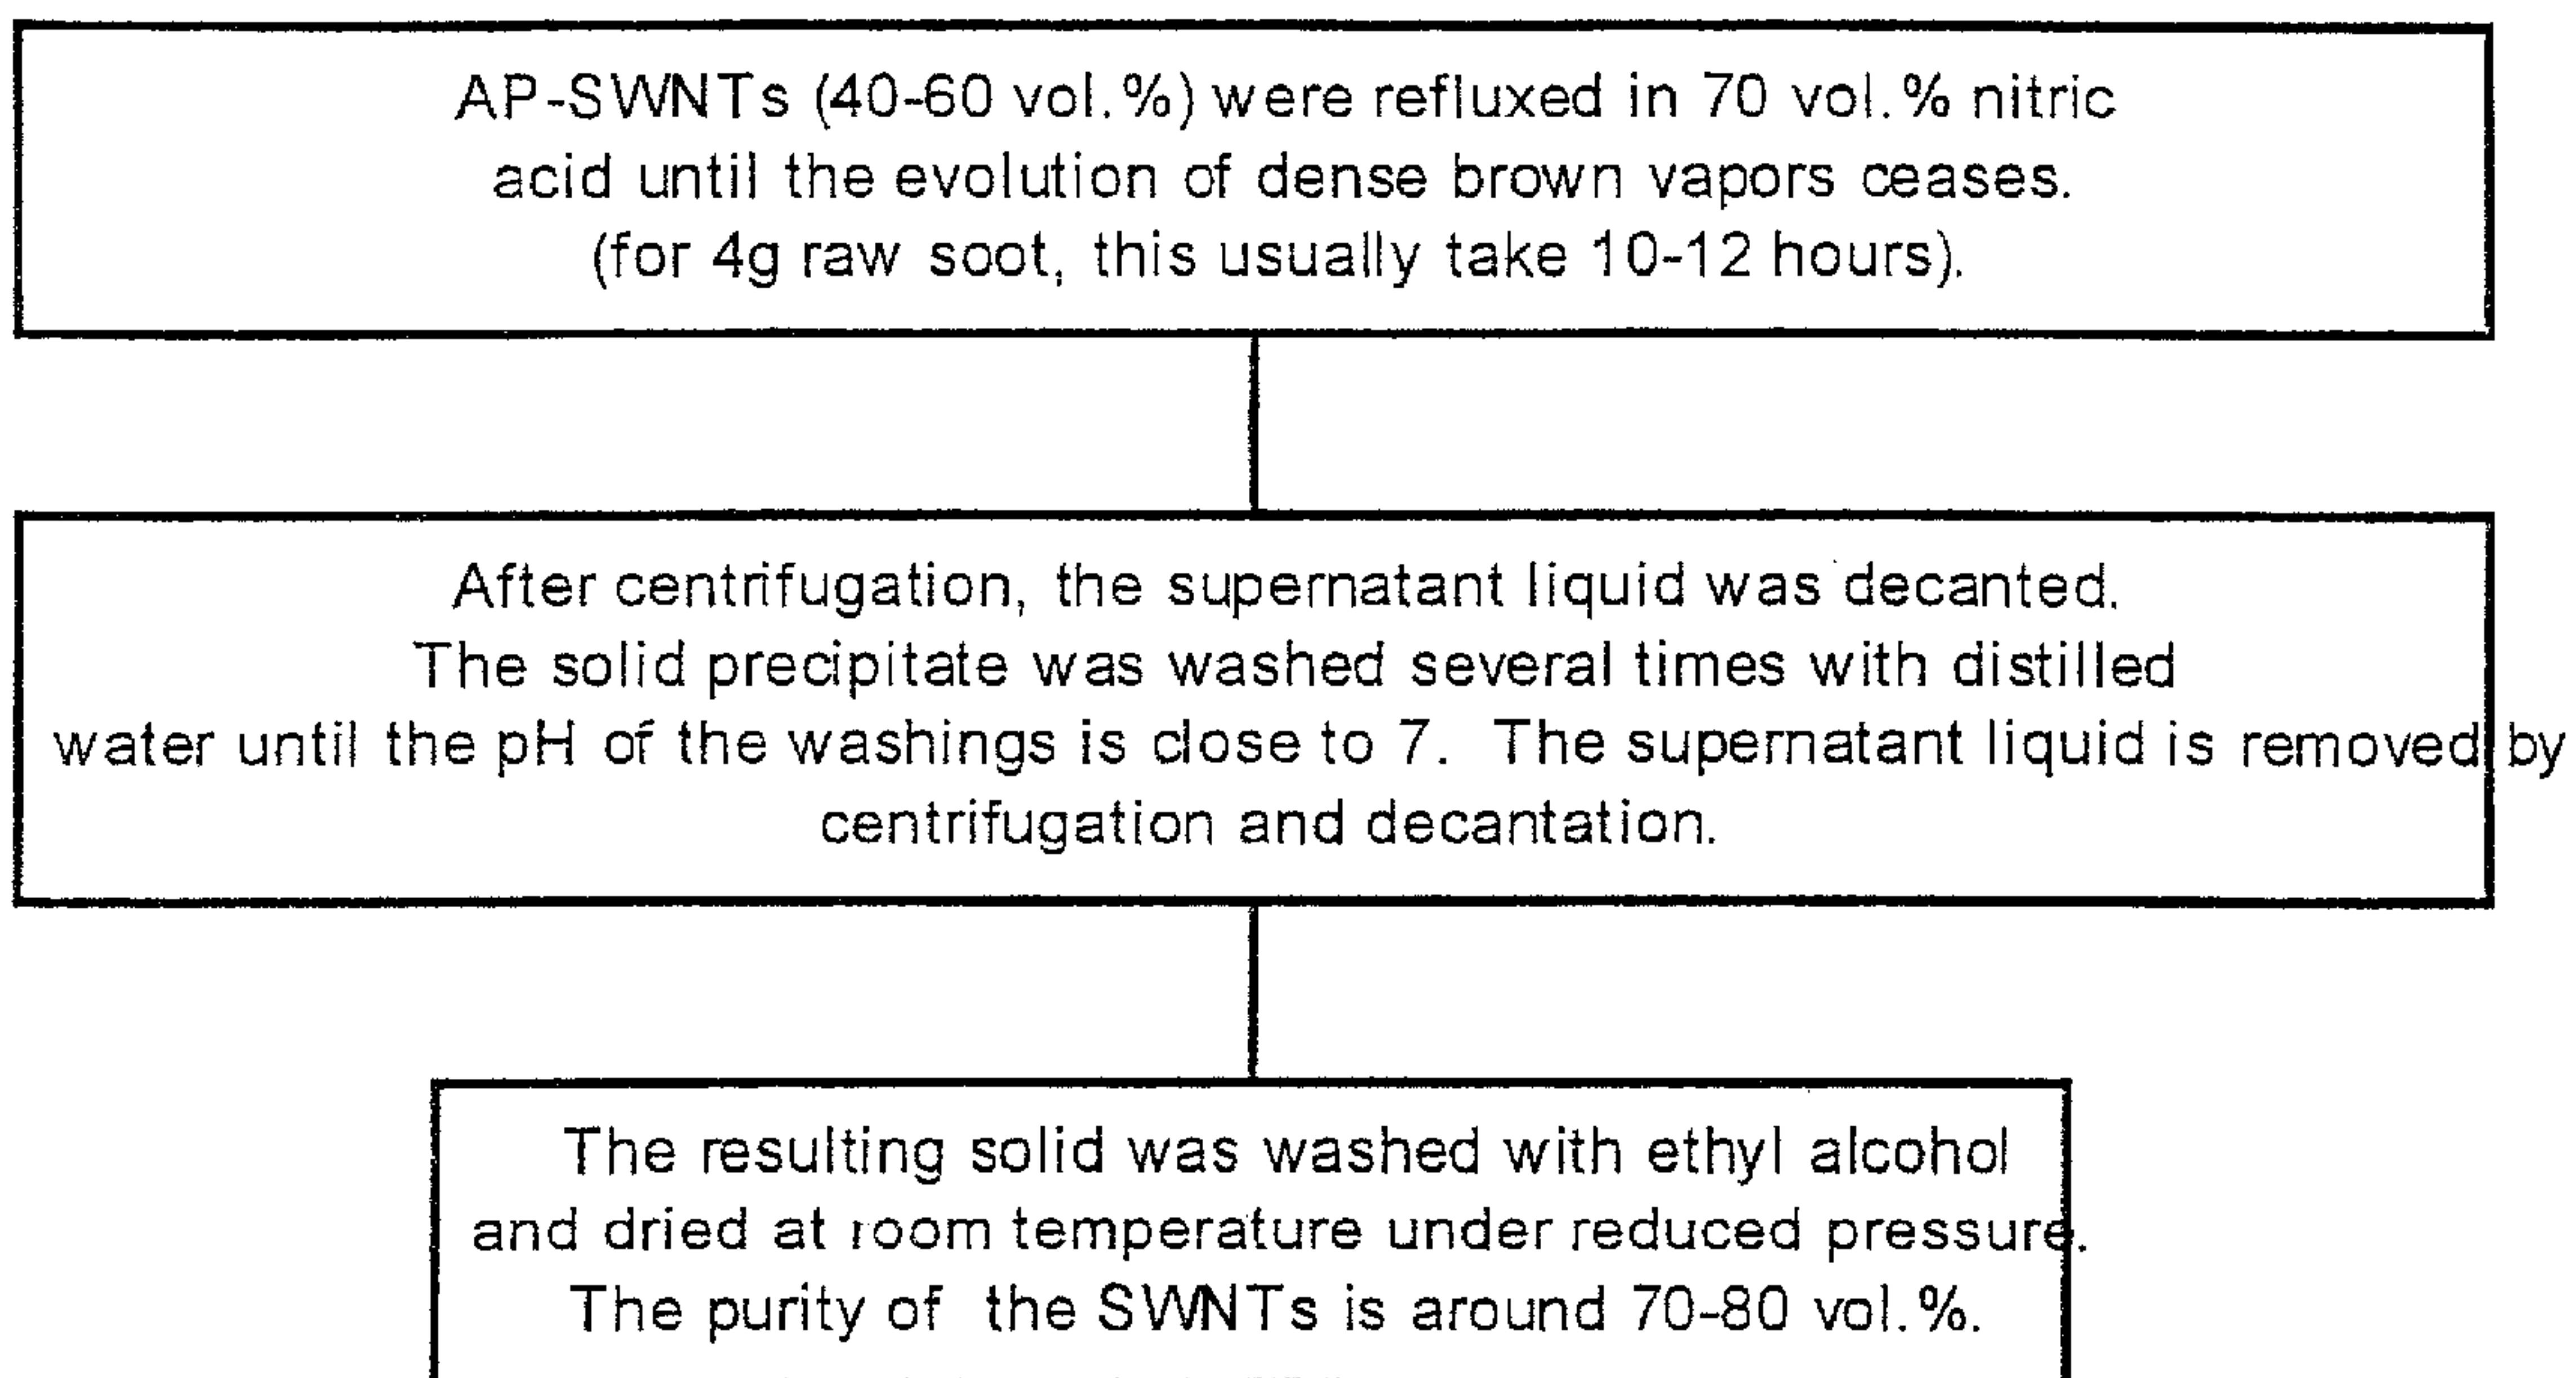 AP-SWNTs (40-60 vol.%) were refluxed in 70 vol.% nitric
acid until the evolution of dense brown vapors ceases.
(for 4g raw soot, this usually take 10-12 hours).
After centrifugation, the supernatant liquid was decanted.
The solid precipitate was washed several times with distilled
water until the pH of the washings is close to 7. The supernatant liquid is removed by
centrifugation and decantation.
The resulting solid was washed with ethyl alcohol
and dried at room temperature under reduced pressure.
The purity of the SWNTs is around 70-80 vol.%.